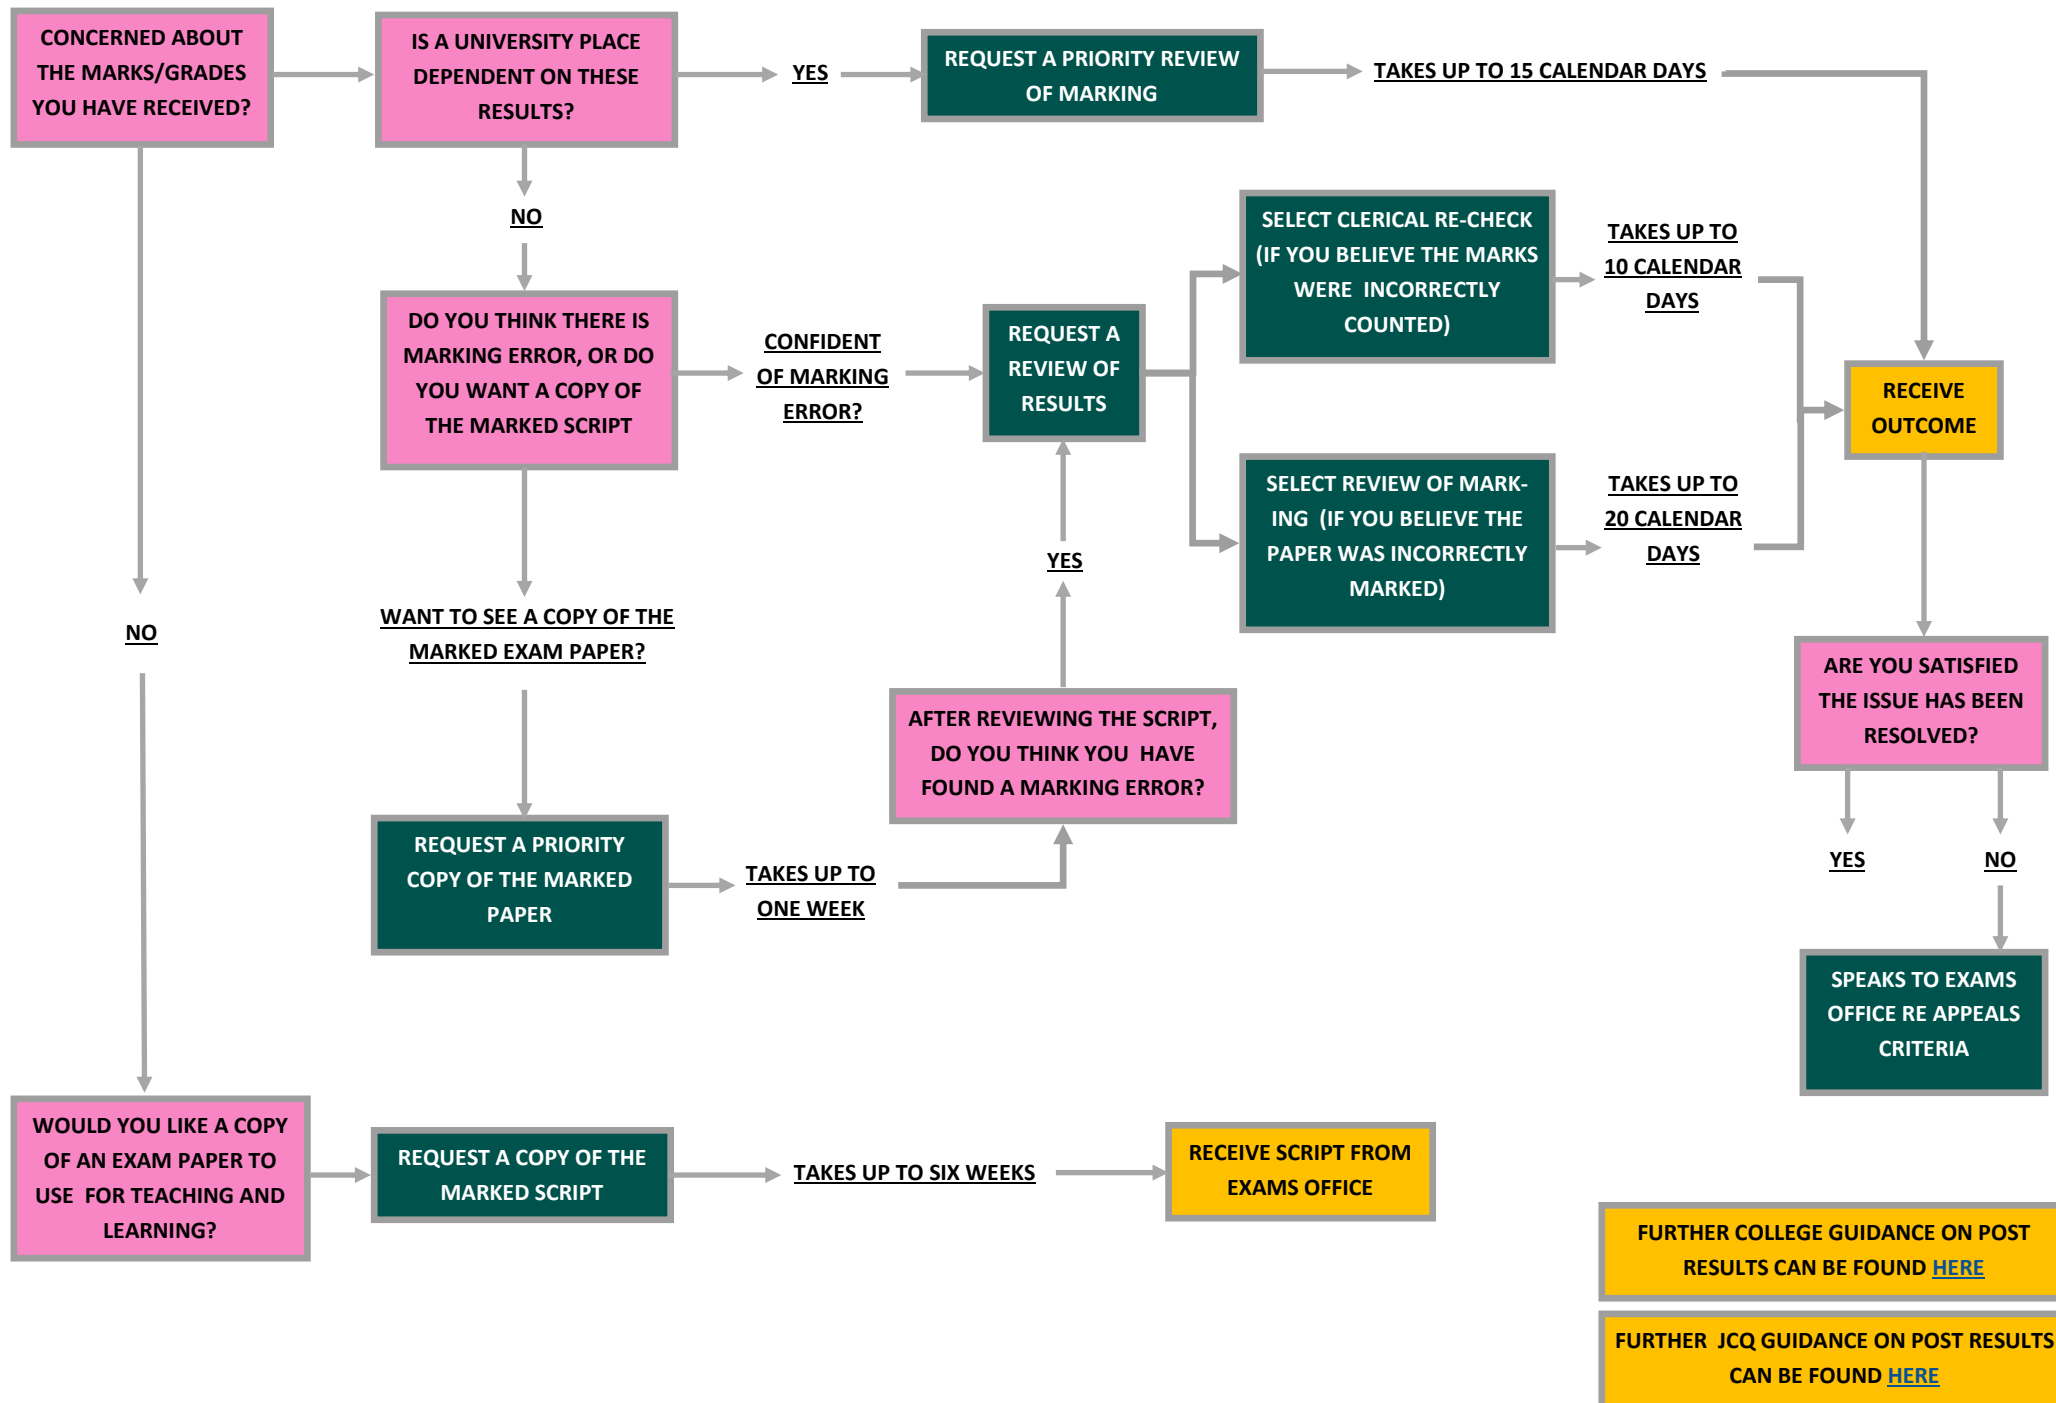 CONCERNED ABOUT
THE MARKS/GRADES
YOU HAVE RECEIVED?
IS A UNIVERSITY PLACE
DEPENDENT ON THESE
RESULTS?
YES
REQUEST A PRIORITY REVIEW
OF MARKING
TAKES UP TO 15 CALENDAR DAYS
NO
DO YOU THINK THERE IS
MARKING ERROR, OR DO
YOU WANT A COPY OF
THE MARKED SCRIPT
CONFIDENT
OF MARKING
ERROR?
REQUEST A
REVIEW OF
RESULTS
SELECT CLERICAL RE-CHECK
(IF YOU BELIEVE THE MARKS
WERE INCORRECTLY
COUNTED)
TAKES UP TO
10 CALENDAR
DAYS
SELECT REVIEW OF MARK-
ING (IF YOU BELIEVE THE
PAPER WAS INCORRECTLY
MARKED)
TAKES UP TO
20 CALENDAR
DAYS
RECEIVE
OUTCOME
NO
WANT TO SEE A COPY OF THE
MARKED EXAM PAPER?
YES
AFTER REVIEWING THE SCRIPT,
DO YOU THINK YOU HAVE
FOUND A MARKING ERROR?
ARE YOU SATISFIED
THE ISSUE HAS BEEN
RESOLVED?
REQUEST A PRIORITY
COPY OF THE MARKED
PAPER
TAKES UP TO
ONE WEEK
YES
NO
SPEAKS TO EXAMS
OFFICE RE APPEALS
CRITERIA
WOULD YOU LIKE A COPY
OF AN EXAM PAPER TO
USE FOR TEACHING AND
LEARNING?
REQUEST A COPY OF THE
MARKED SCRIPT
TAKES UP TO SIX WEEKS
RECEIVE SCRIPT FROM
EXAMS OFFICE
FURTHER COLLEGE GUIDANCE ON POST
RESULTS CAN BE FOUND HERE
FURTHER JCQ GUIDANCE ON POST RESULTS
CAN BE FOUND HERE